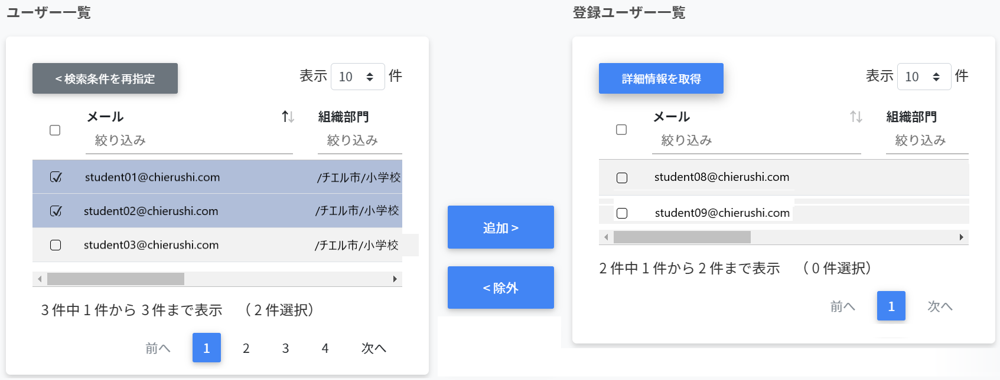 ユーザー一覧
< 検索条件を再指定
表示 10 件
メール 組織部門
絞り込み 絞り込み
student01@chierushi.com /チエル市/小学校
student02@chierushi.com /チエル市/小学校
student03@chierushi.com /チエル市/小学校
3 件中 1 件から 3 件まで表示 （ 2 件選択）
前へ 1 2 3 4 次へ
追加 >
< 除外
登録ユーザー一覧
詳細情報を取得
表示 10 件
メール 組織部門
絞り込み 絞り込み
student08@chierushi.com
student09@chierushi.com
2 件中 1 件から 2 件まで表示 （ 0 件選択）
前へ 1 次へ